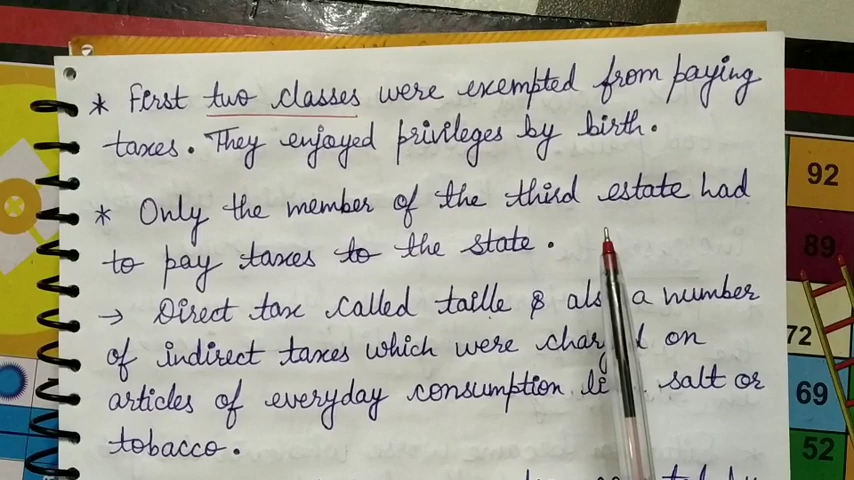 * First two classes were exempted from paying
taxes. They enjoyed privileges by birth.
* Only the member of the third estate had
to pay taxes to the state.
→ Direct tax called taille & a number
of indirect taxes which were on
articles of everyday consumption salt or
tobacco.
92
89
72
69
52